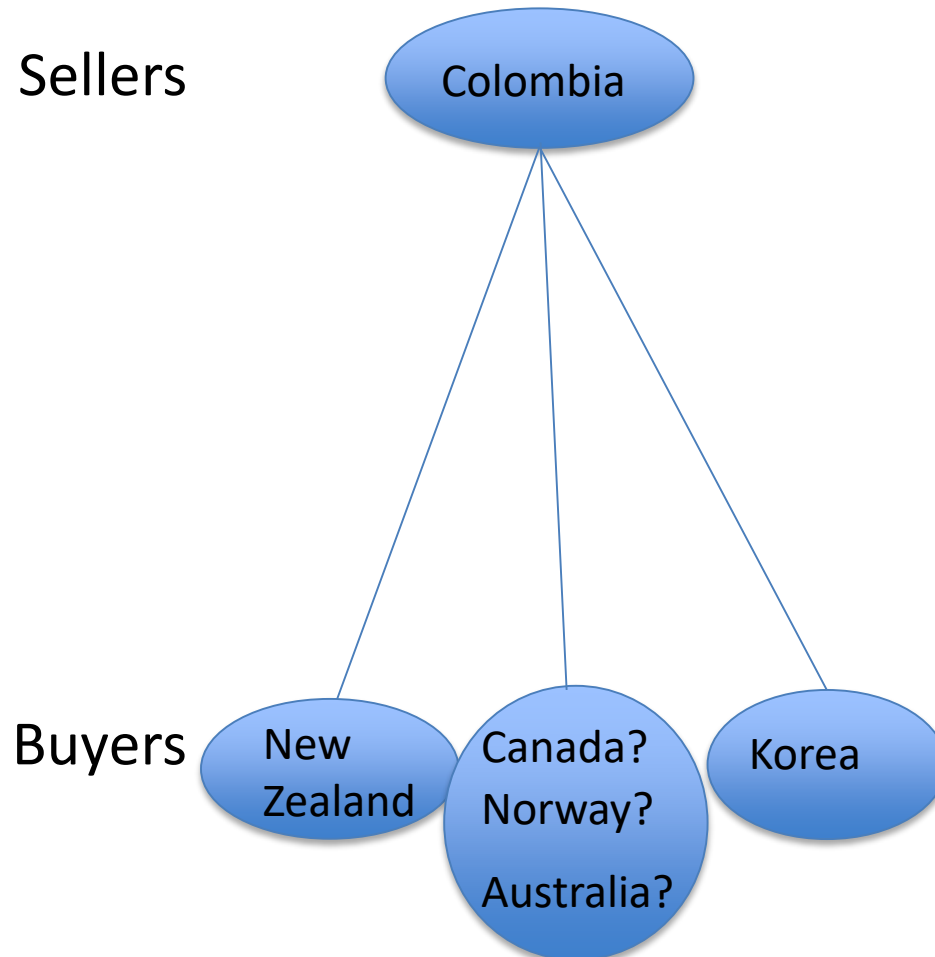 Sellers
Colombia
Buyers
New
Zealand
Canada?
Norway?
Australia?
Korea